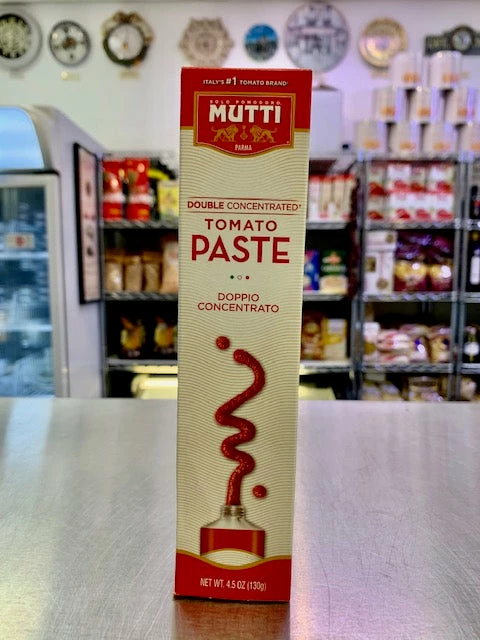 ITALY'S #1 TOMATO BRAND*
SOLO POMODORO
MUTTI
PARMA
DOUBLE CONCENTRATED†
TOMATO
PASTE
DOPPIO
CONCENTRATO
NET WT. 4.5 OZ (130g)